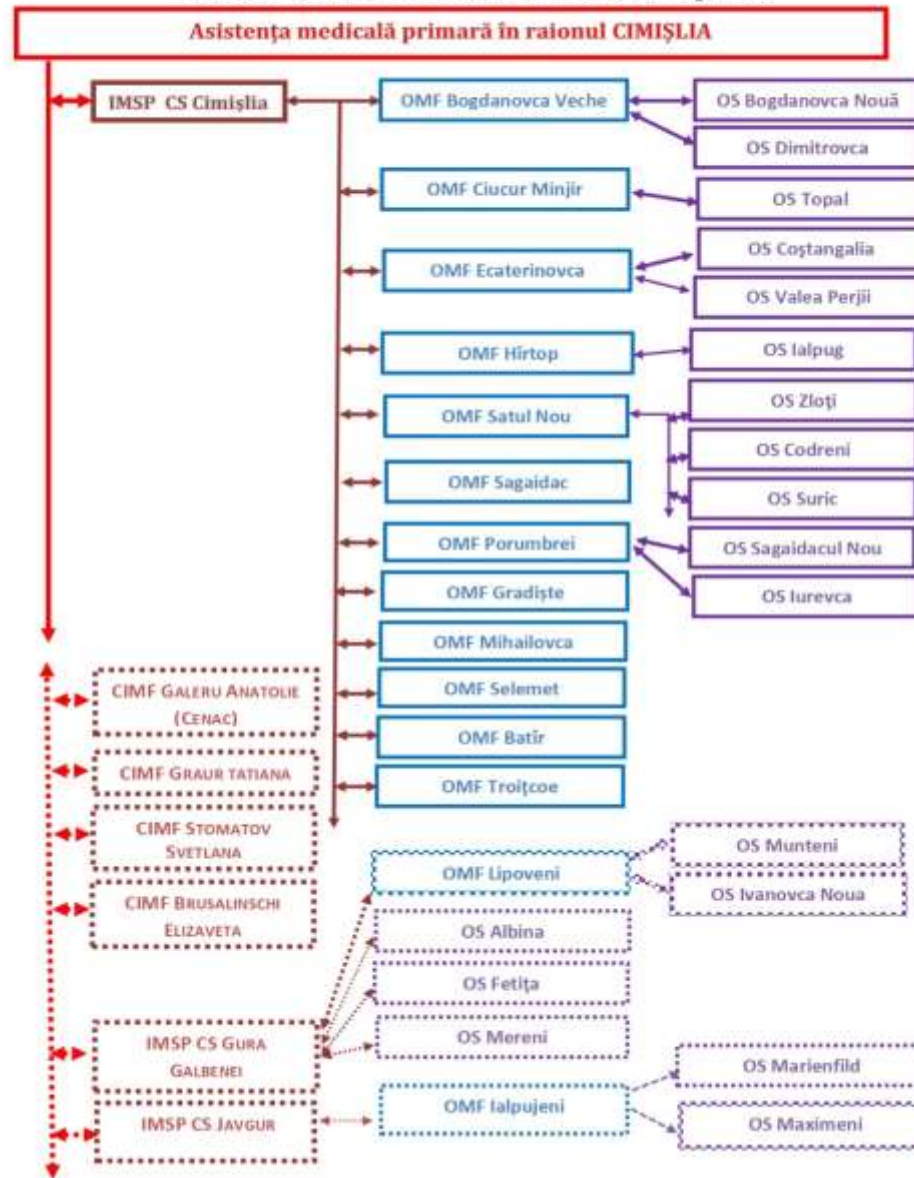 Asistența medicală primară în raionul CIMIȘLIA
IMSP CS Cimișlia
OMF Bogdanovca Veche
OS Bogdanovca Nouă
OS Dimitrovca
OMF Ciucur Minjir
OS Topal
OMF Ecaterinovca
OS Coștangalia
OS Valea Perjii
OMF Hîrtop
OS Ialpug
OMF Satul Nou
OS Zloți
OS Codreni
OMF Sagaidac
OS Suric
OMF Porumbrei
OS Sagaidacul Nou
OS Iurevca
OMF Gradiște
OMF Mihailovca
CIMF GALERU ANATOLIE
(CENAC)
OMF Selemet
OMF Batîr
CIMF GRAUR TATIANA
OMF Troițcoe
CIMF STOMATOV
SVETLANA
OMF Lipoveni
OS Munteni
OS Ivanovca Noua
CIMF BRUSALINSCHI
ELIZAVETA
OS Albina
OS Fetița
IMSP CS GURA
GALBENEI
OS Mereni
OS Marienfild
IMSP CS JAVGUR
OMF Ialpujeni
OS Maximeni